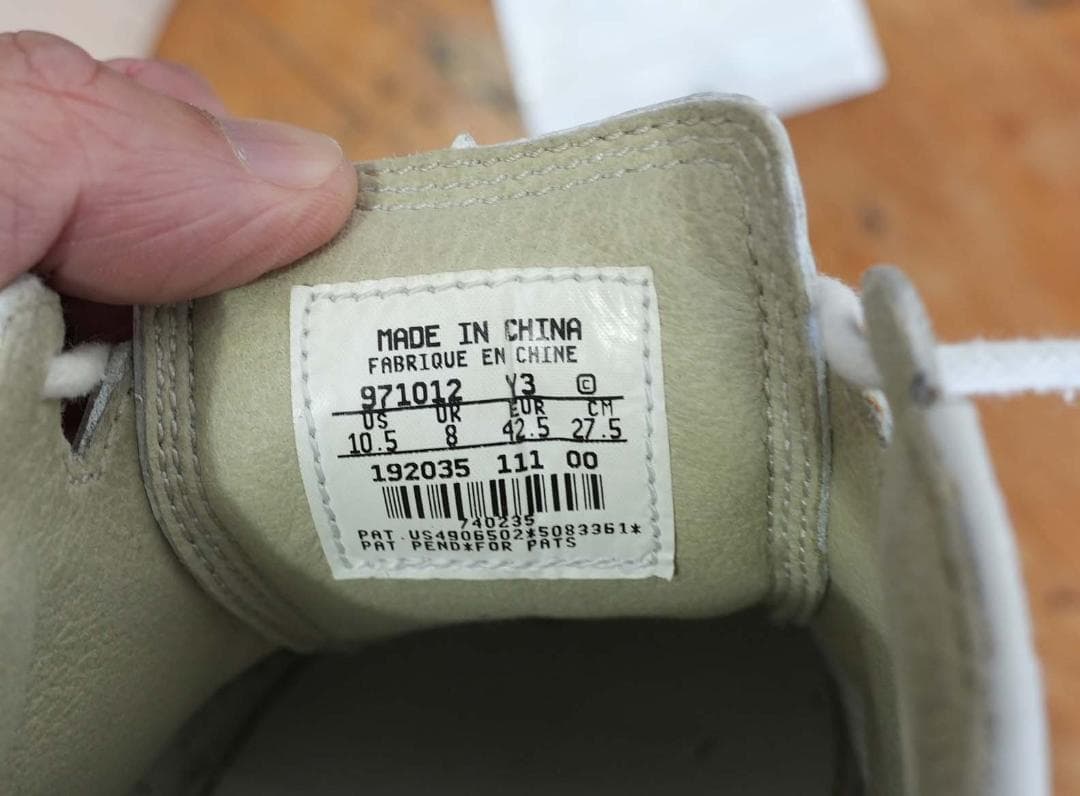 MADE IN CHINA
FABRIQUE EN CHINE
971012 Y3 ©
US UK EUR CM
10.5 8 42.5 27.5
192035 111 00
740235
PAT.US4906502*5083361*
PAT PEND*FOR PATS